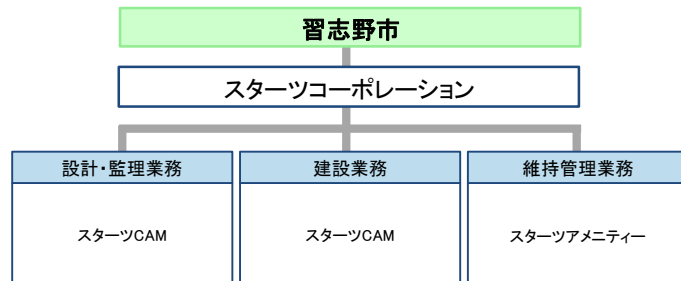 習志野市
スターツコーポレーション
設計・監理業務
建設業務
維持管理業務
スターツCAM
スターツCAM
スターツアメニティー